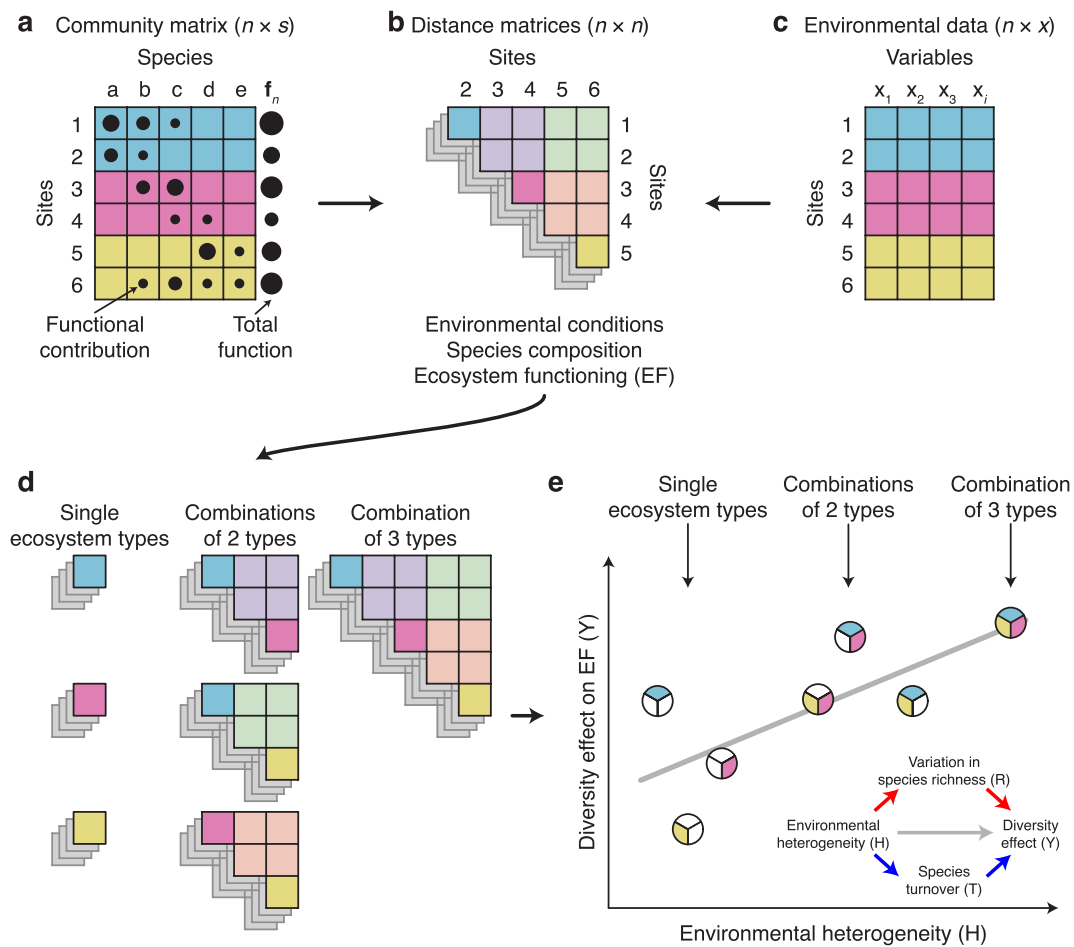 a Community matrix (n × s)
Species
a b c d e fn
Sites
1
2
3
4
5
6
Functional
contribution
Total
function
b Distance matrices (n × n)
Sites
2 3 4 5 6
1
2
3
4
5
Sites
Environmental conditions
Species composition
Ecosystem functioning (EF)
c Environmental data (n × x)
Variables
x1 x2 x3 xi
Sites
1
2
3
4
5
6
d
Single
ecosystem types
Combinations
of 2 types
Combination
of 3 types
e
Single
ecosystem types
Combinations
of 2 types
Combination
of 3 types
Diversity effect on EF (Y)
Variation in
species richness (R)
Environmental
heterogeneity (H)
Diversity
effect (Y)
Species
turnover (T)
Environmental heterogeneity (H)